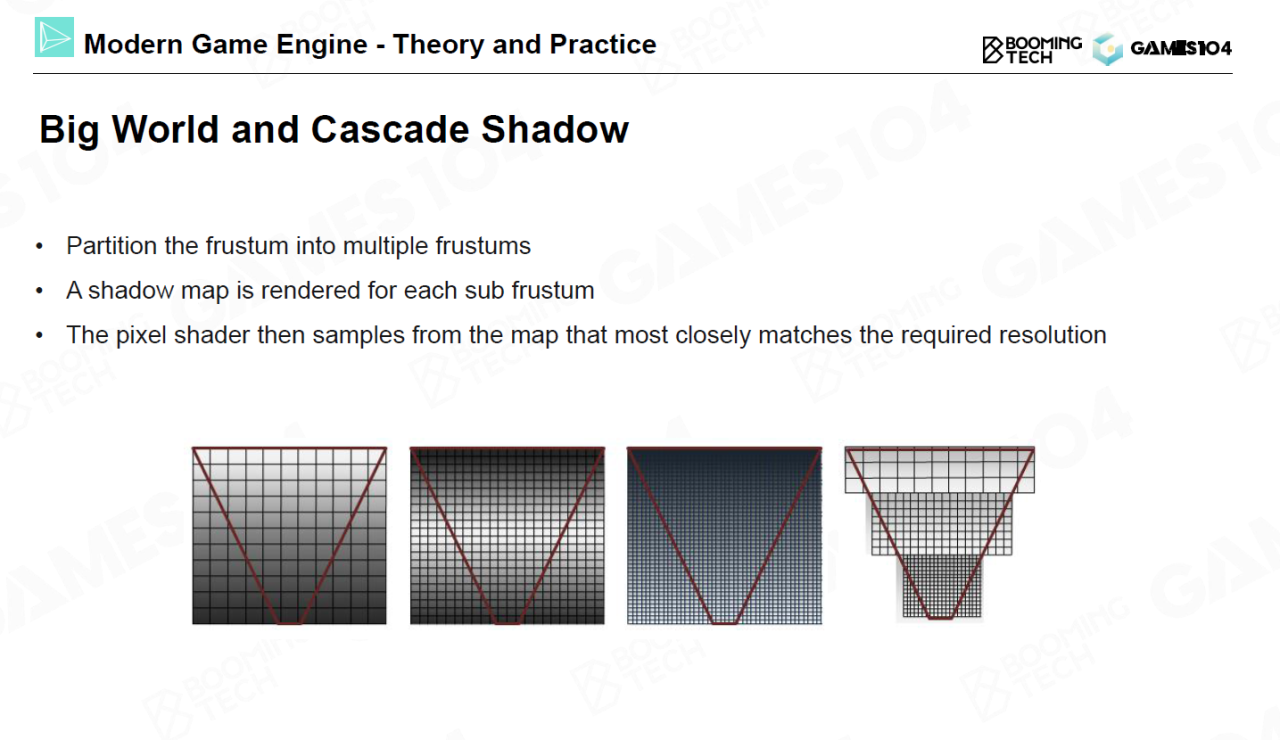 Modern Game Engine - Theory and Practice
BOOMING
TECH
GAMES104
Big World and Cascade Shadow
• Partition the frustum into multiple frustums
• A shadow map is rendered for each sub frustum
• The pixel shader then samples from the map that most closely matches the required resolution